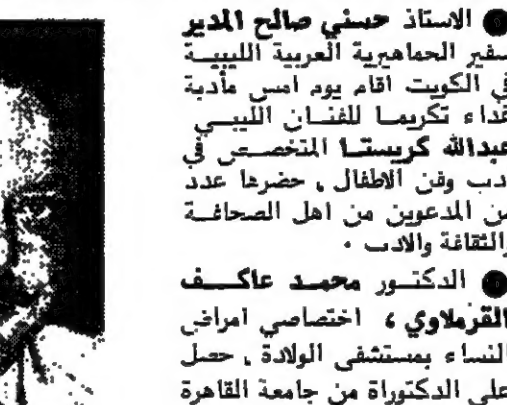 ● الاستاذ حسني صالح المدير
سفير الجماهيرية العربية الليبية
في الكويت اقام يوم امس مأدبة
غداء تكريما للفنان الليبي
عبدالله كريستا المتخصص في
ادب وفن الاطفال ، حضرها عدد
من المدعوين من اهل الصحافة
والثقافة والادب ·
● الدكتور محمد عاكف
القزملاوي ، اختصاصي امراض
النساء بمستشفى الولادة ، حصل
على الدكتوراة من جامعة القاهرة